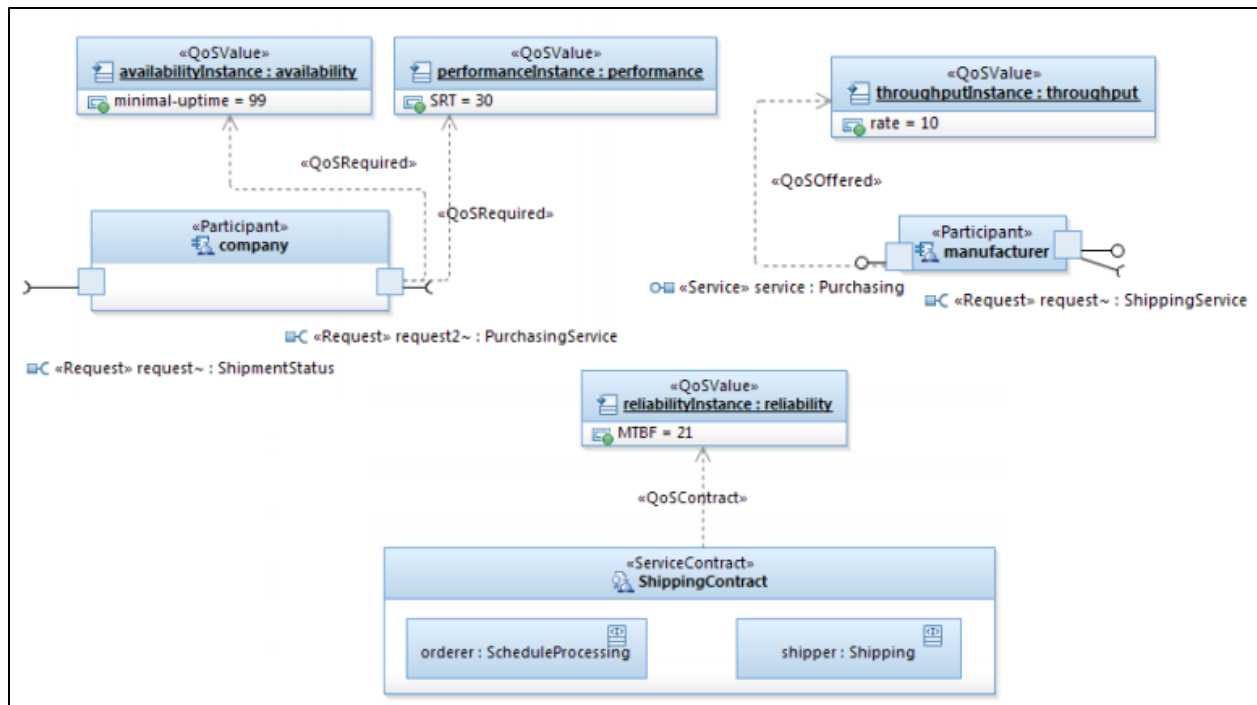 «QoSValue»
availabilityInstance : availability
minimal-uptime = 99
«QoSValue»
performanceInstance : performance
SRT = 30
«QoSValue»
throughputInstance : throughput
rate = 10
«QoSRequired»
«QoSRequired»
«QoSOffered»
«Participant»
company
«Participant»
manufacturer
«Service» service : Purchasing
«Request» request~ : ShippingService
«Request» request2~ : PurchasingService
«Request» request~ : ShipmentStatus
«QoSValue»
reliabilityInstance : reliability
MTBF = 21
«QoSContract»
«ServiceContract»
ShippingContract
orderer : ScheduleProcessing
shipper : Shipping